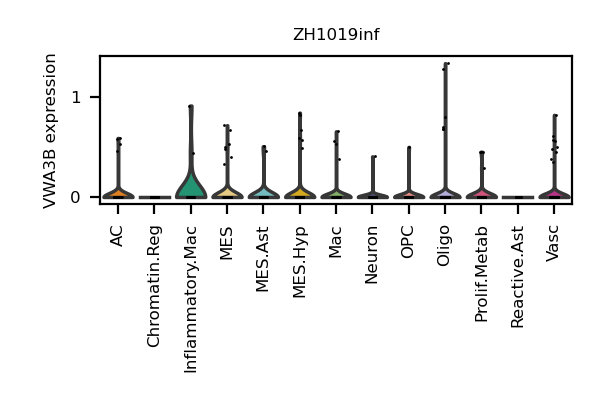 ZH1019inf
VWA3B expression
1
0
AC
Chromatin.Reg
Inflammatory.Mac
MES
MES.Ast
MES.Hyp
Mac
Neuron
OPC
Oligo
Prolif.Metab
Reactive.Ast
Vasc